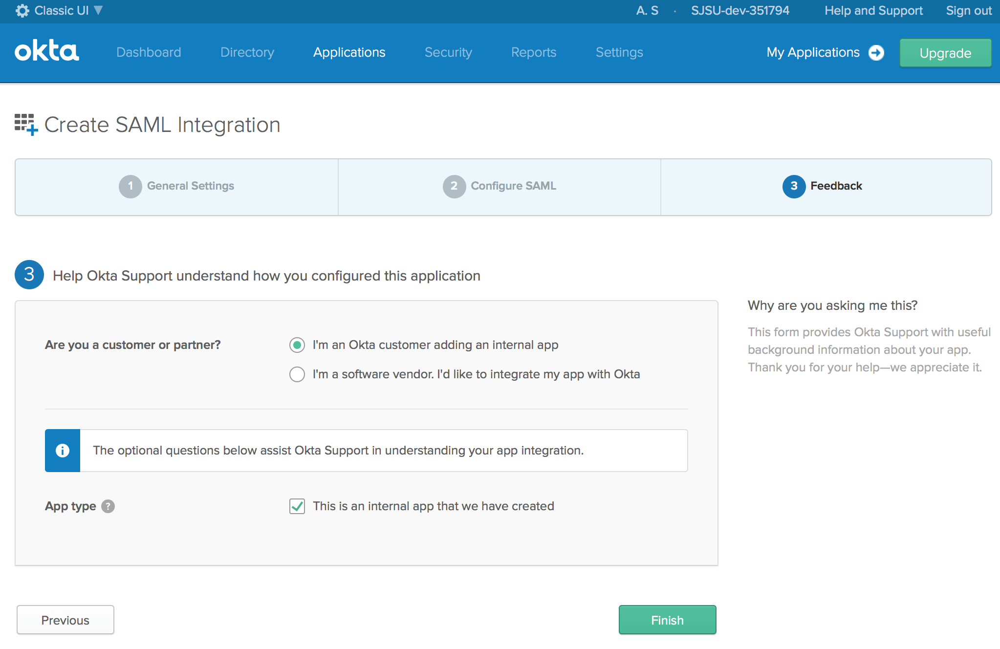 Classic UI
A. S · SJSU-dev-351794 Help and Support Sign out
okta Dashboard Directory Applications Security Reports Settings My Applications Upgrade
Create SAML Integration
1 General Settings 2 Configure SAML 3 Feedback
3 Help Okta Support understand how you configured this application
Are you a customer or partner?
I'm an Okta customer adding an internal app
I'm a software vendor. I'd like to integrate my app with Okta
i The optional questions below assist Okta Support in understanding your app integration.
App type ? This is an internal app that we have created
Why are you asking me this?
This form provides Okta Support with useful
background information about your app.
Thank you for your help—we appreciate it.
Previous Finish